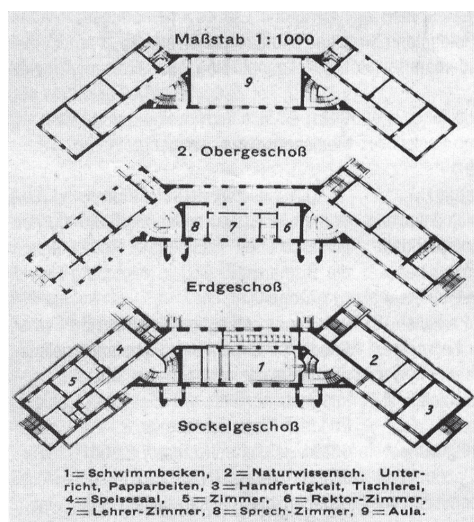 Maßstab 1:1000
9
2. Obergeschoß
8 7 6
Erdgeschoß
4 5 1 2 3
Sockelgeschoß
1=Schwimmbecken, 2=Naturwissensch. Unter-
richt, Papparbeiten, 3=Handfertigkeit, Tischlerei,
4=Speisesaal, 5=Zimmer, 6=Rektor-Zimmer,
7=Lehrer-Zimmer, 8=Sprech-Zimmer, 9=Aula.